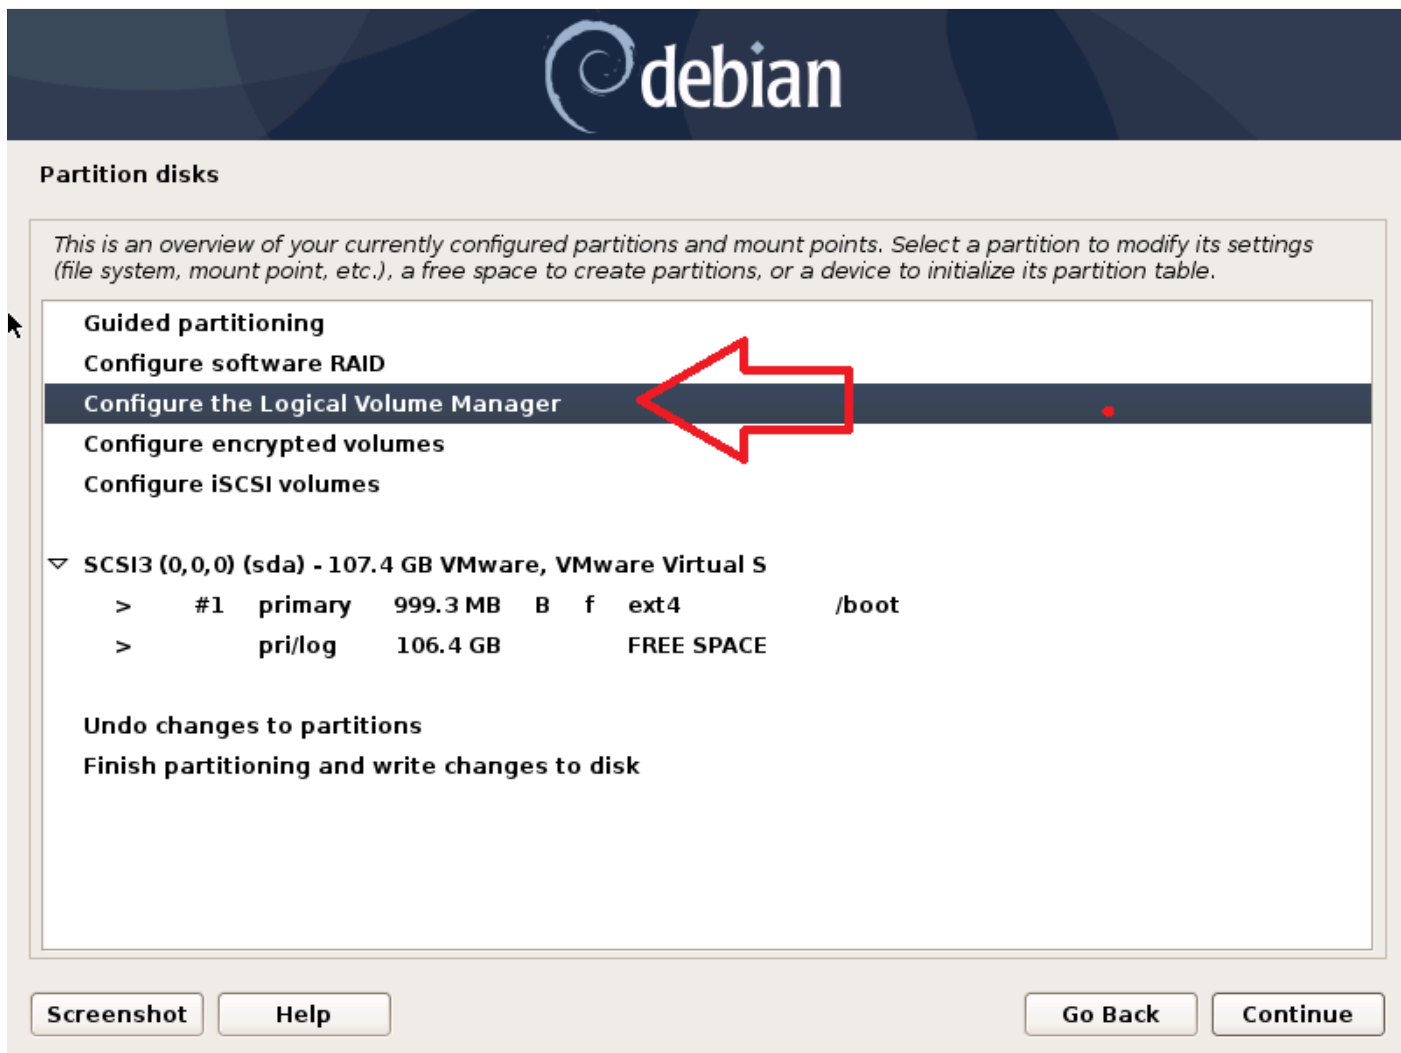 debian
Partition disks
This is an overview of your currently configured partitions and mount points. Select a partition to modify its settings
(file system, mount point, etc.), a free space to create partitions, or a device to initialize its partition table.
Guided partitioning
Configure software RAID
Configure the Logical Volume Manager
Configure encrypted volumes
Configure iSCSI volumes
SCSI3 (0,0,0) (sda) - 107.4 GB VMware, VMware Virtual S
> #1 primary 999.3 MB B f ext4 /boot
> pri/log 106.4 GB FREE SPACE
Undo changes to partitions
Finish partitioning and write changes to disk
Screenshot Help Go Back Continue